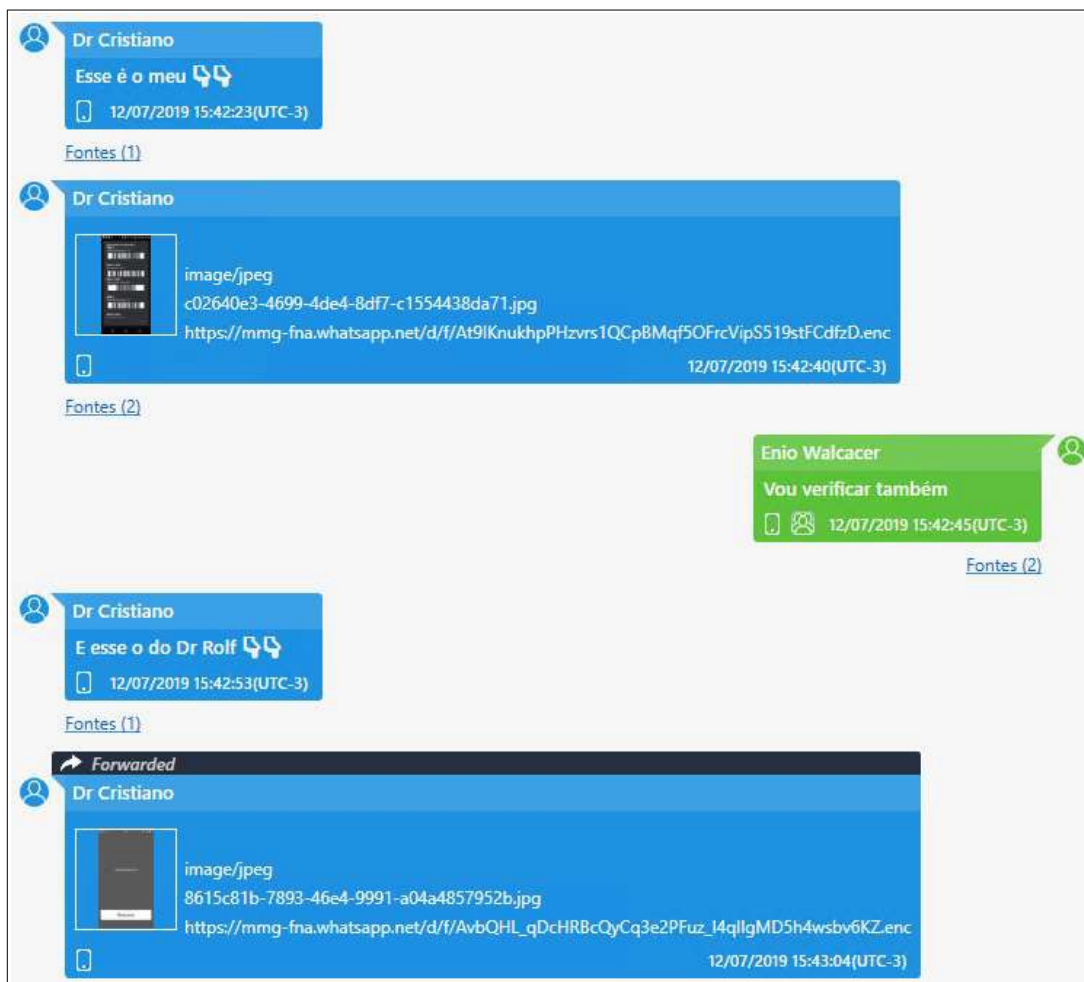 Dr Cristiano
Esse é o meu 👇👇
12/07/2019 15:42:23(UTC-3)
Fontes (1)
Dr Cristiano
image/jpeg
c02640e3-4699-4de4-8df7-c1554438da71.jpg
https://mmg-fna.whatsapp.net/d/f/At9IKnukhpPHzvrs1QCpBMqf5OFrcVipS519stFCdfzD.enc
12/07/2019 15:42:40(UTC-3)
Fontes (2)
Enio Walcacer
Vou verificar também
12/07/2019 15:42:45(UTC-3)
Fontes (2)
Dr Cristiano
E esse o do Dr Rolf 👇👇
12/07/2019 15:42:53(UTC-3)
Fontes (1)
Forwarded
Dr Cristiano
image/jpeg
8615c81b-7893-46e4-9991-a04a4857952b.jpg
https://mmg-fna.whatsapp.net/d/f/AvbQHL_qDcHRBcQyCq3e2PFuz_l4qlIgMD5h4wsbv6KZ.enc
12/07/2019 15:43:04(UTC-3)